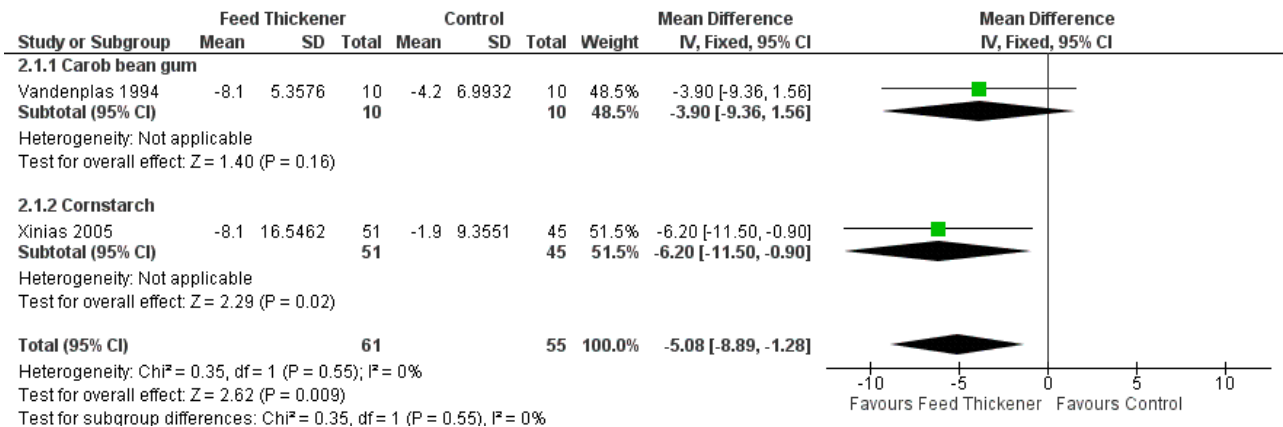 Feed Thickener Control Mean Difference Mean Difference
Study or Subgroup Mean SD Total Mean SD Total Weight IV, Fixed, 95% CI IV, Fixed, 95% CI
2.1.1 Carob bean gum
Vandenplas 1994 -8.1 5.3576 10 -4.2 6.9932 10 48.5% -3.90 [-9.36, 1.56]
Subtotal (95% CI) 10 10 48.5% -3.90 [-9.36, 1.56]
Heterogeneity: Not applicable
Test for overall effect: Z = 1.40 (P = 0.16)
2.1.2 Cornstarch
Xinias 2005 -8.1 16.5462 51 -1.9 9.3551 45 51.5% -6.20 [-11.50, -0.90]
Subtotal (95% CI) 51 45 51.5% -6.20 [-11.50, -0.90]
Heterogeneity: Not applicable
Test for overall effect: Z = 2.29 (P = 0.02)
Total (95% CI) 61 55 100.0% -5.08 [-8.89, -1.28]
Heterogeneity: Chi² = 0.35, df = 1 (P = 0.55); I² = 0%
Test for overall effect: Z = 2.62 (P = 0.009)
Test for subgroup differences: Chi² = 0.35, df = 1 (P = 0.55), I² = 0%
-10 -5 0 5 10
Favours Feed Thickener Favours Control